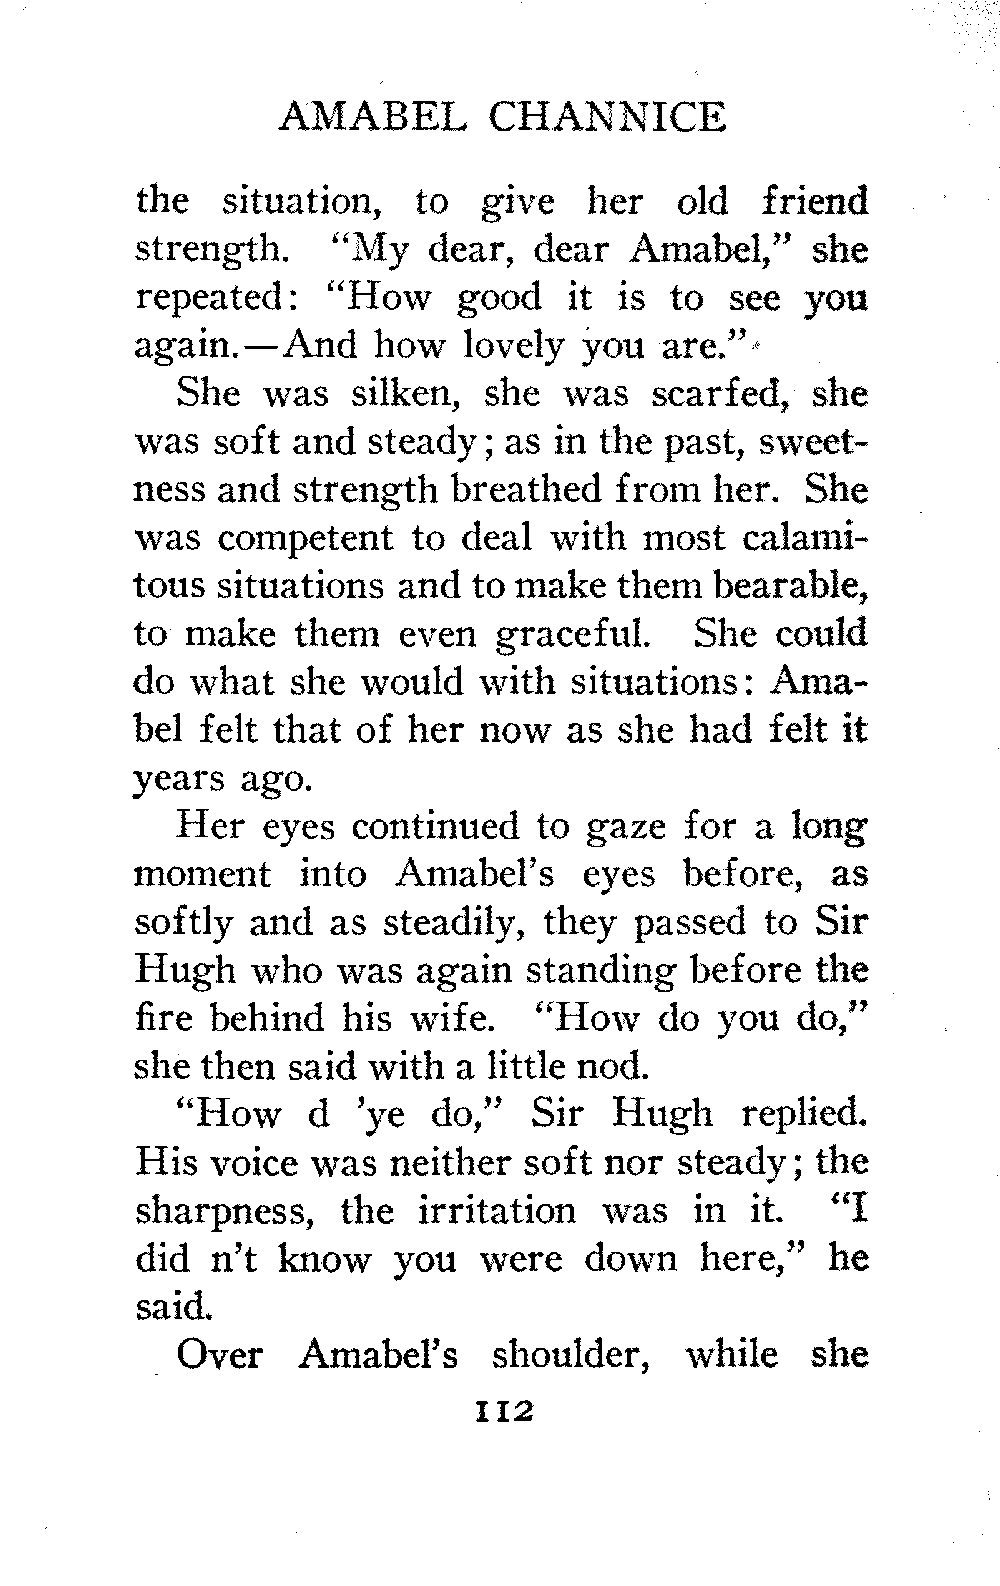 AMABEL CHANNICE
the situation, to give her old friend
strength. “My dear, dear Amabel,” she
repeated: “How good it is to see you
again.—And how lovely you are.”
She was silken, she was scarfed, she
was soft and steady; as in the past, sweet-
ness and strength breathed from her. She
was competent to deal with most calami-
tous situations and to make them bearable,
to make them even graceful. She could
do what she would with situations: Ama-
bel felt that of her now as she had felt it
years ago.
Her eyes continued to gaze for a long
moment into Amabel’s eyes before, as
softly and as steadily, they passed to Sir
Hugh who was again standing before the
fire behind his wife. “How do you do,”
she then said with a little nod.
“How d ’ye do,” Sir Hugh replied.
His voice was neither soft nor steady; the
sharpness, the irritation was in it. “I
did n’t know you were down here,” he
said.
Over Amabel’s shoulder, while she
112